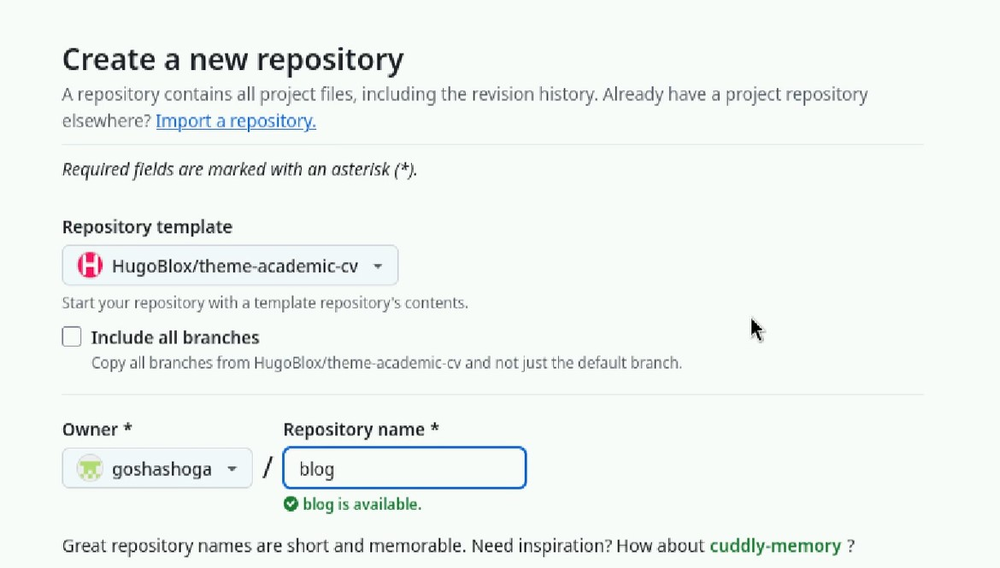 Create a new repository
A repository contains all project files, including the revision history. Already have a project repository
elsewhere? Import a repository.
Required fields are marked with an asterisk (*).
Repository template
HugoBlox/theme-academic-cv
Start your repository with a template repository's contents.
Include all branches
Copy all branches from HugoBlox/theme-academic-cv and not just the default branch.
Owner * Repository name *
goshashoga / blog
blog is available.
Great repository names are short and memorable. Need inspiration? How about cuddly-memory ?